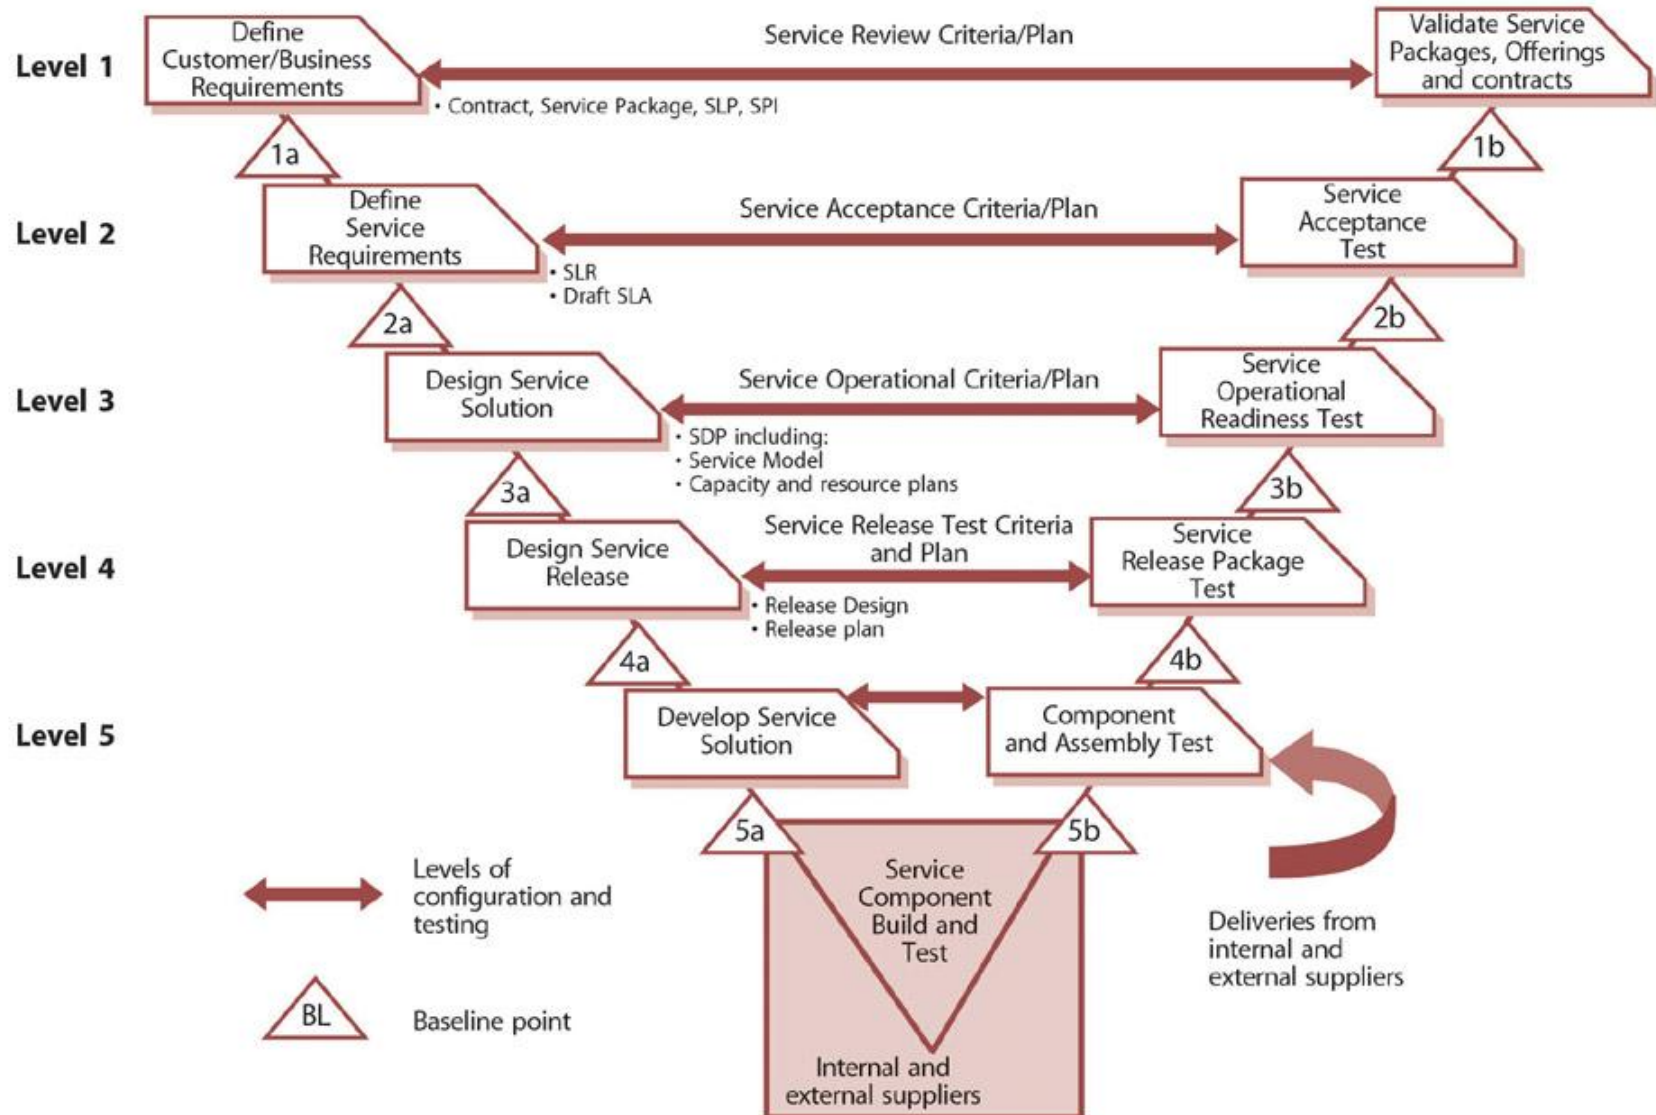 Level 1
Define
Customer/Business
Requirements
Service Review Criteria/Plan
• Contract, Service Package, SLP, SPI
Validate Service
Packages, Offerings
and contracts
1a
1b
Level 2
Define
Service
Requirements
Service Acceptance Criteria/Plan
• SLR
• Draft SLA
Service
Acceptance
Test
2a
2b
Level 3
Design Service
Solution
Service Operational Criteria/Plan
• SDP including:
• Service Model
• Capacity and resource plans
Service
Operational
Readiness Test
3a
3b
Level 4
Design Service
Release
Service Release Test Criteria
and Plan
• Release Design
• Release plan
Service
Release Package
Test
4a
4b
Level 5
Develop Service
Solution
Component
and Assembly Test
5a
5b
Service
Component
Build and
Test
Internal and
external suppliers
Deliveries from
internal and
external suppliers
Levels of
configuration and
testing
BL
Baseline point